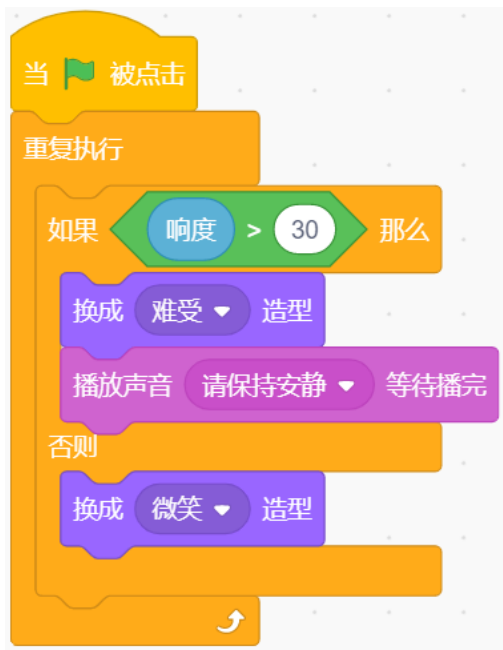 当 被点击
重复执行
如果 响度 > 30 那么
换成 难受 造型
播放声音 请保持安静 等待播完
否则
换成 微笑 造型